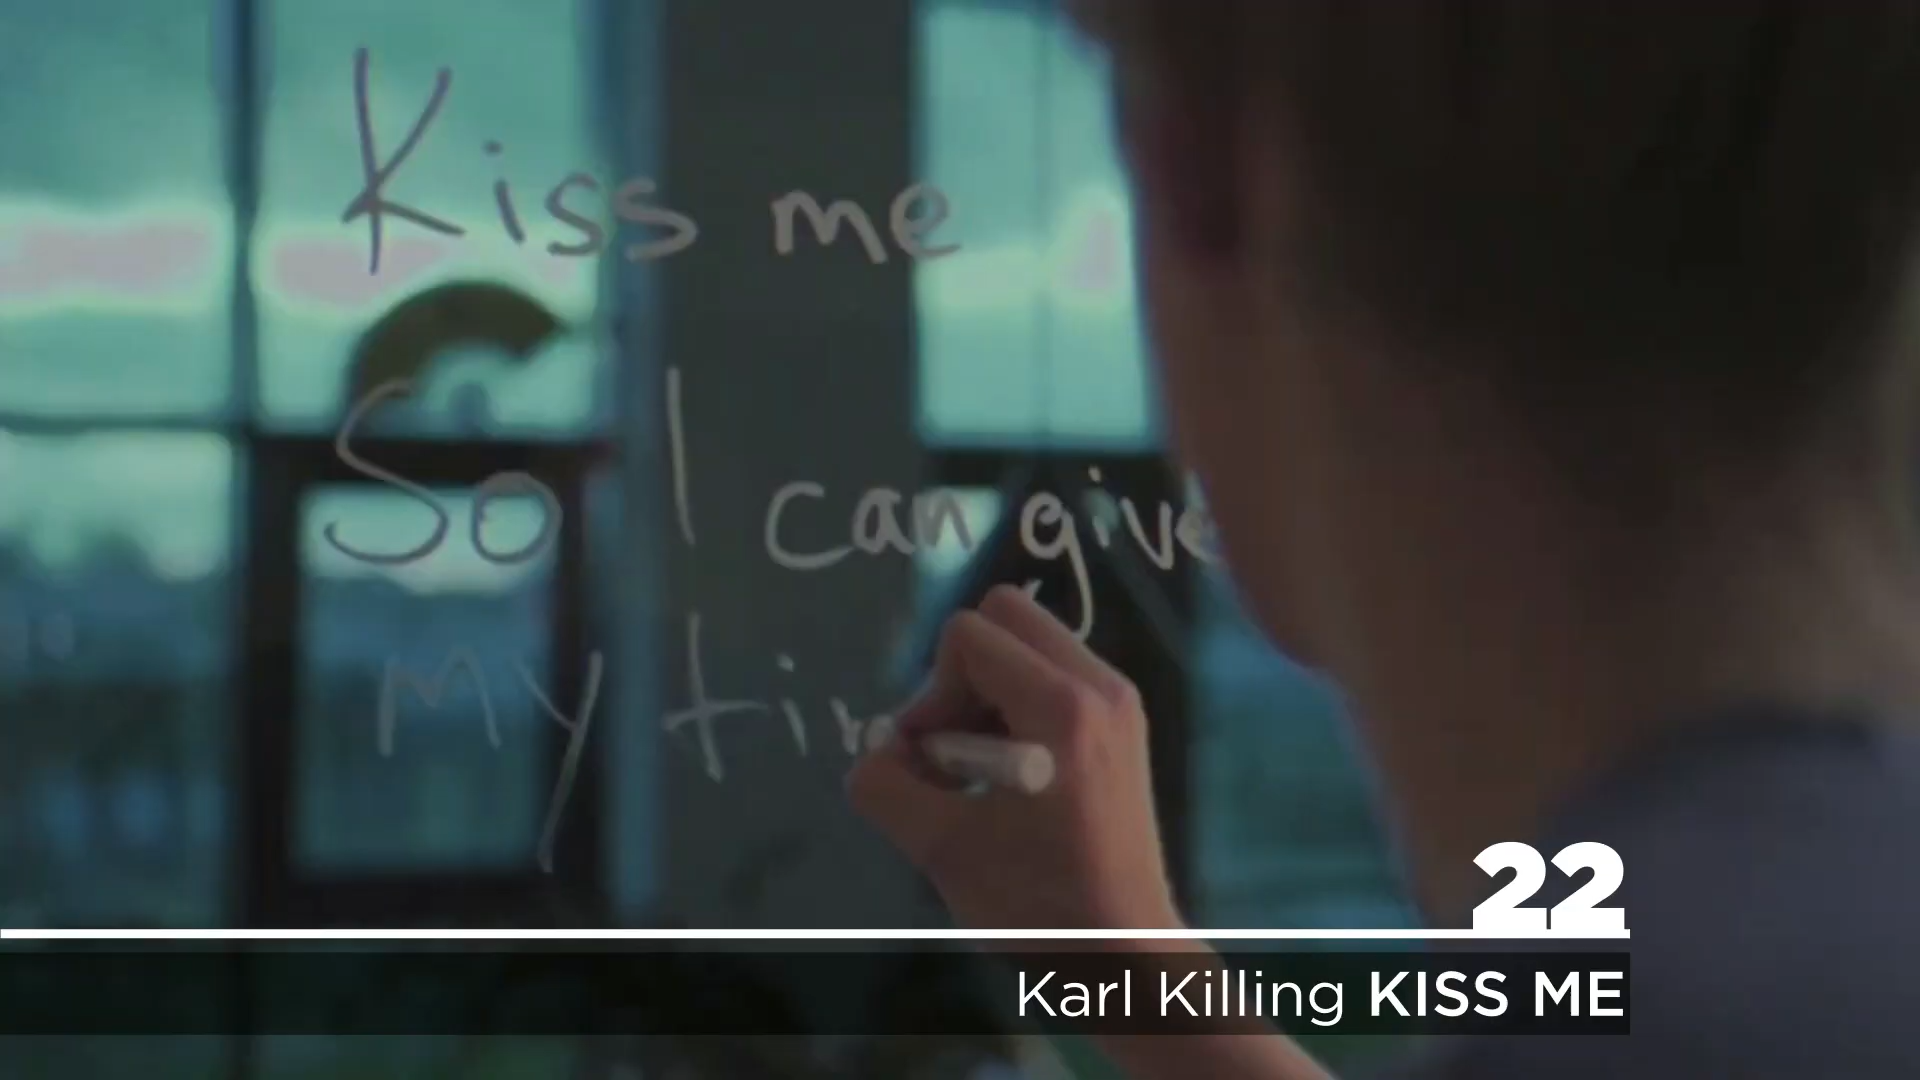 Kiss me
So I can give
My
22
Karl Killing KISS ME